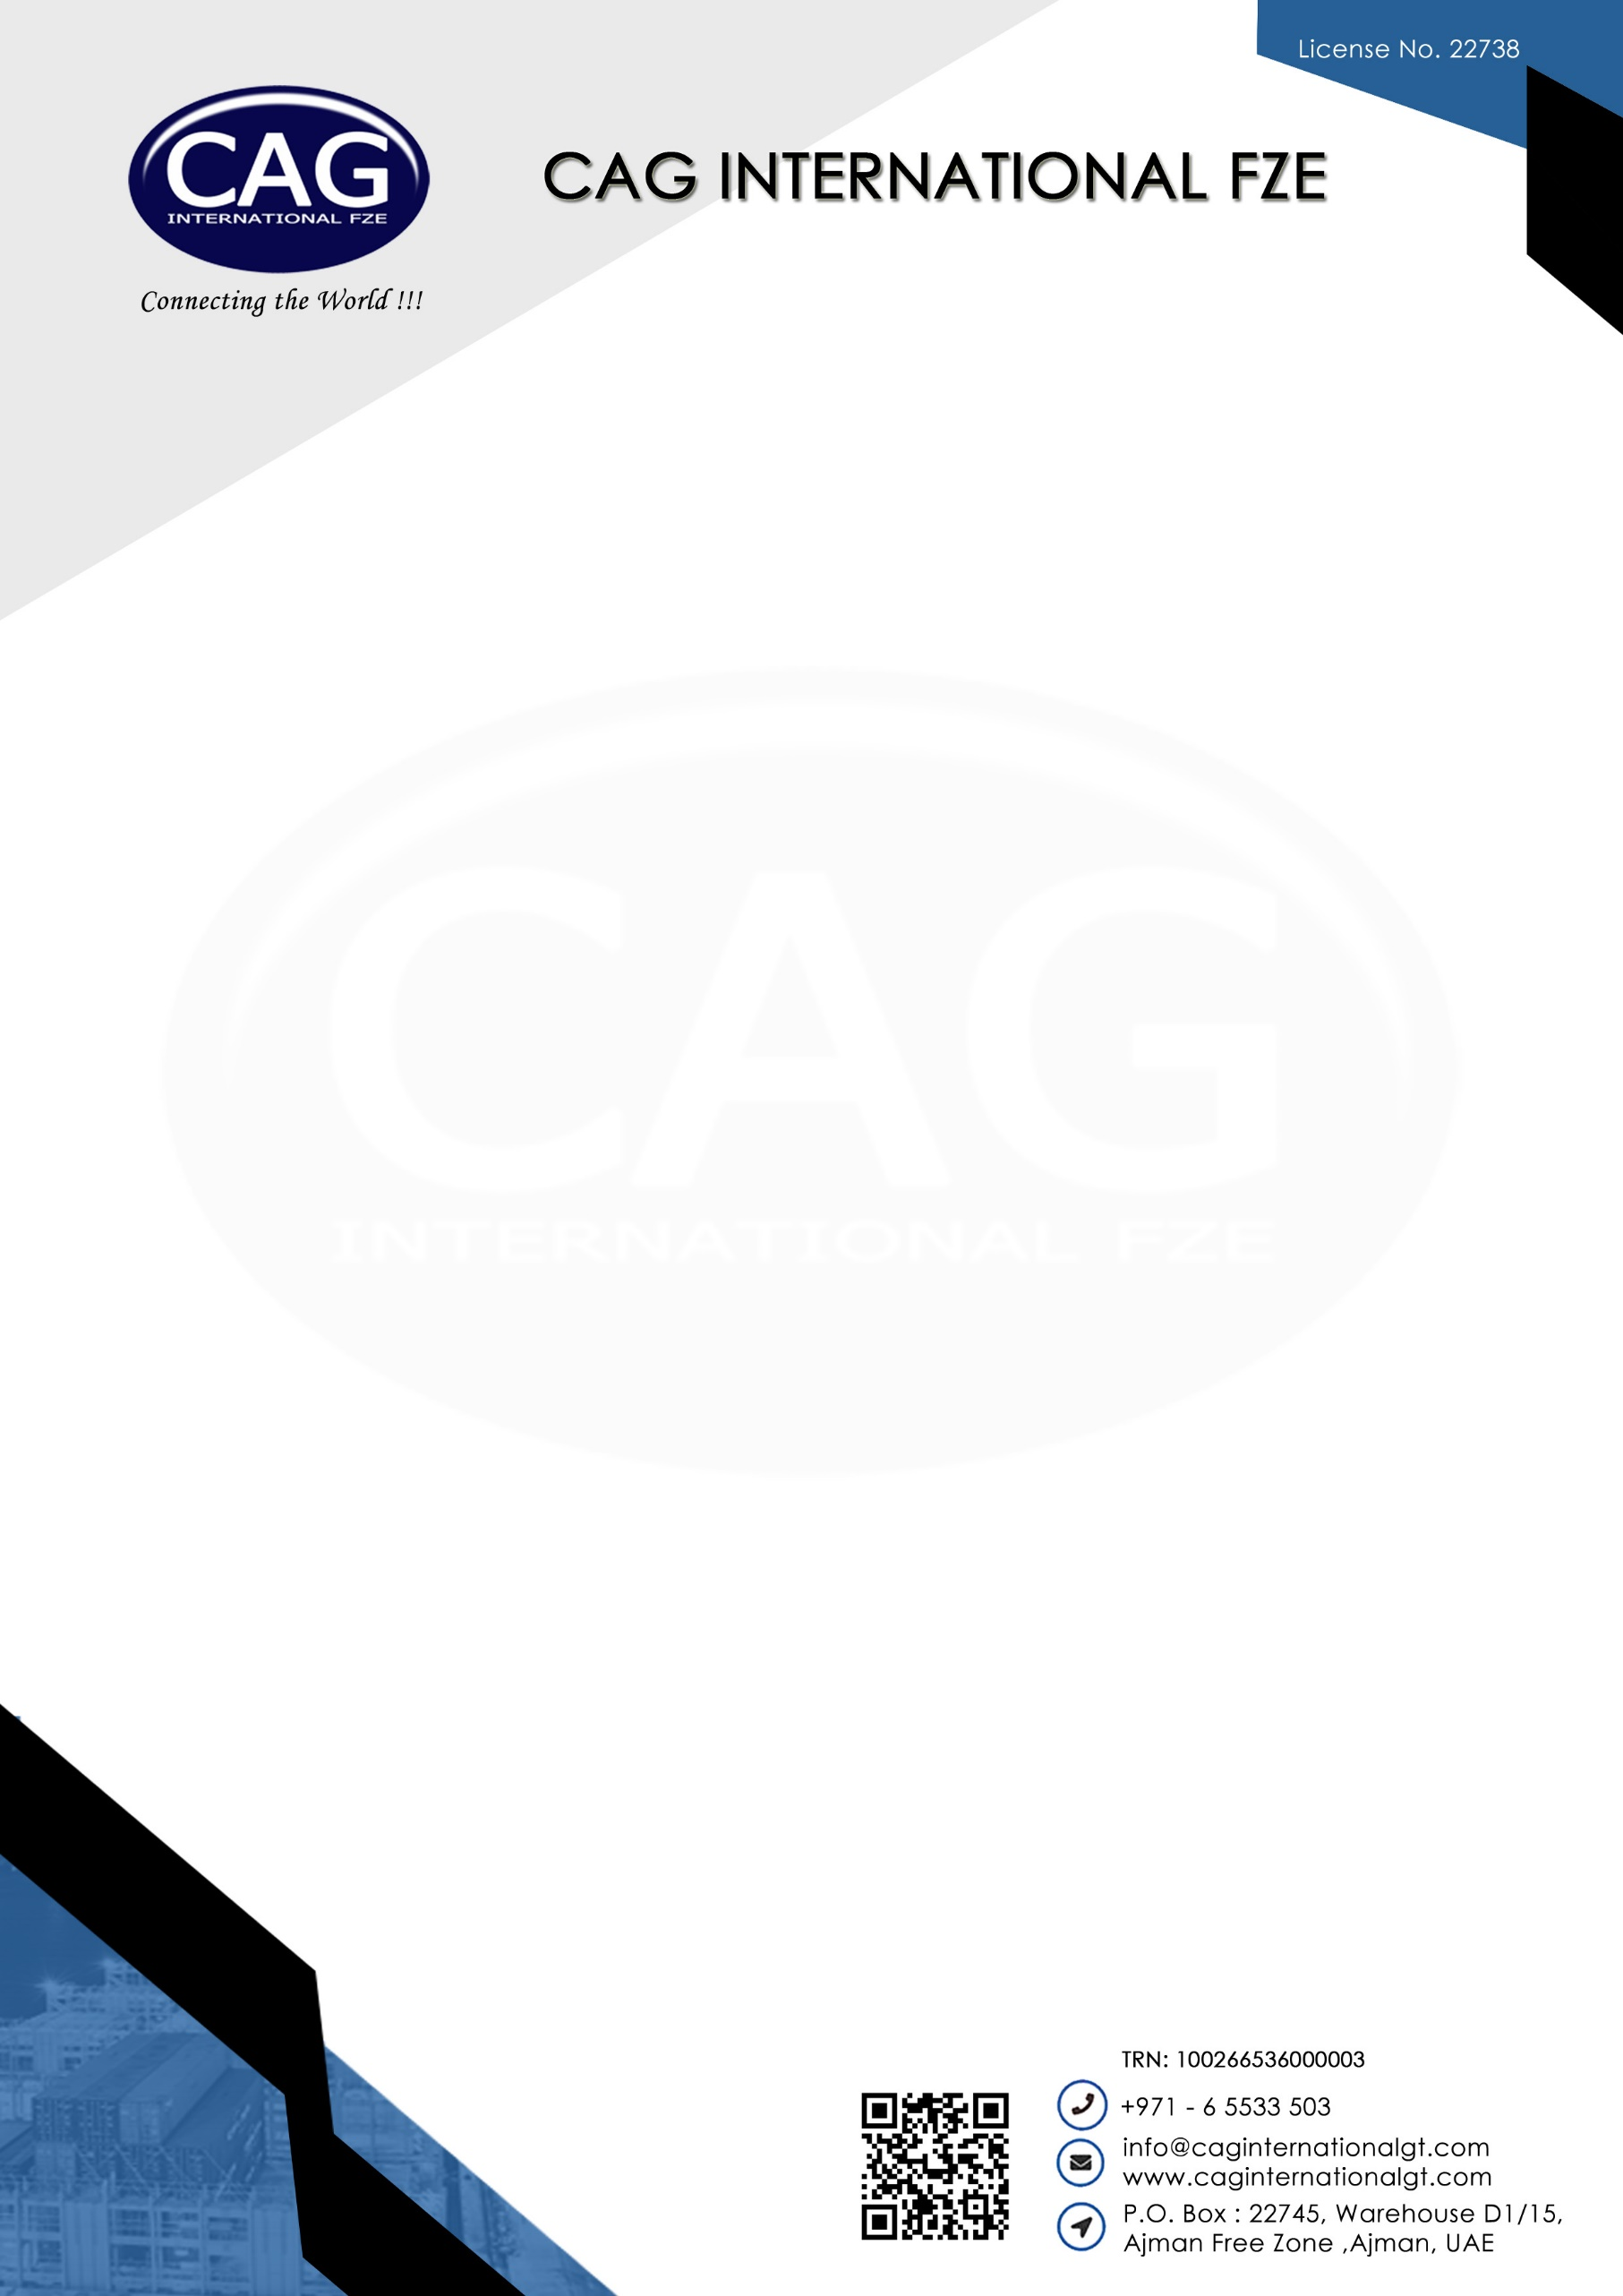 License No. 22738
CAG
INTERNATIONAL FZE
Connecting the World !!!
CAG INTERNATIONAL FZE
CAG
INTERNATIONAL FZE
TRN: 100266536000003
+971 - 6 5533 503
info@caginternationalgt.com
www.caginternationalgt.com
P.O. Box : 22745, Warehouse D1/15,
Ajman Free Zone ,Ajman, UAE